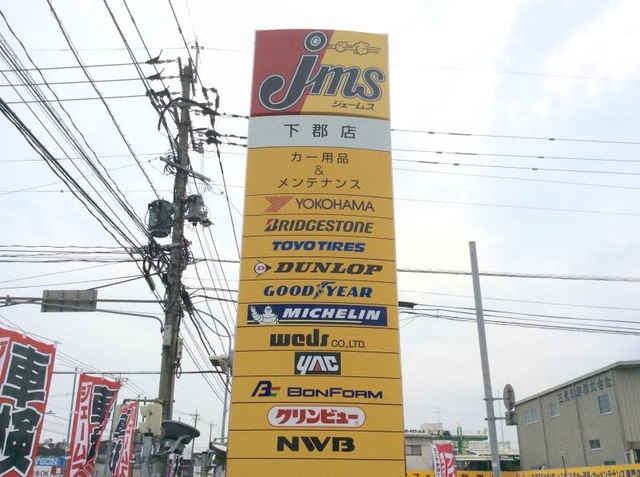 jms
ジェームス
下郡店
カー用品
&
メンテナンス
YOKOHAMA
BRIDGESTONE
TOYO TIRES
DUNLOP
GOODYEAR
MICHELIN
weds CO.,LTD.
YAC
BONFORM
クリンビュー
NWB
車検
車検